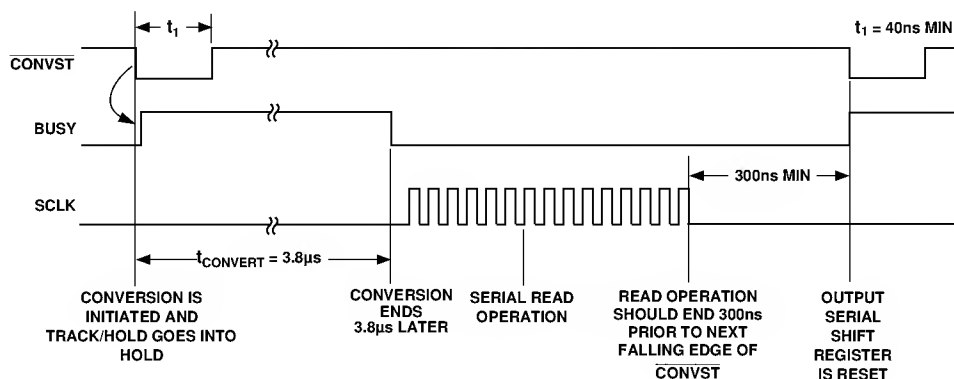 t1
t1 = 40ns MIN
CONVST
BUSY
300ns MIN
SCLK
tCONVERT = 3.8µs
CONVERSION IS
INITIATED AND
TRACK/HOLD GOES INTO
HOLD
CONVERSION
ENDS
3.8µs LATER
SERIAL READ
OPERATION
READ OPERATION
SHOULD END 300ns
PRIOR TO NEXT
FALLING EDGE OF
CONVST
OUTPUT
SERIAL
SHIFT
REGISTER
IS RESET